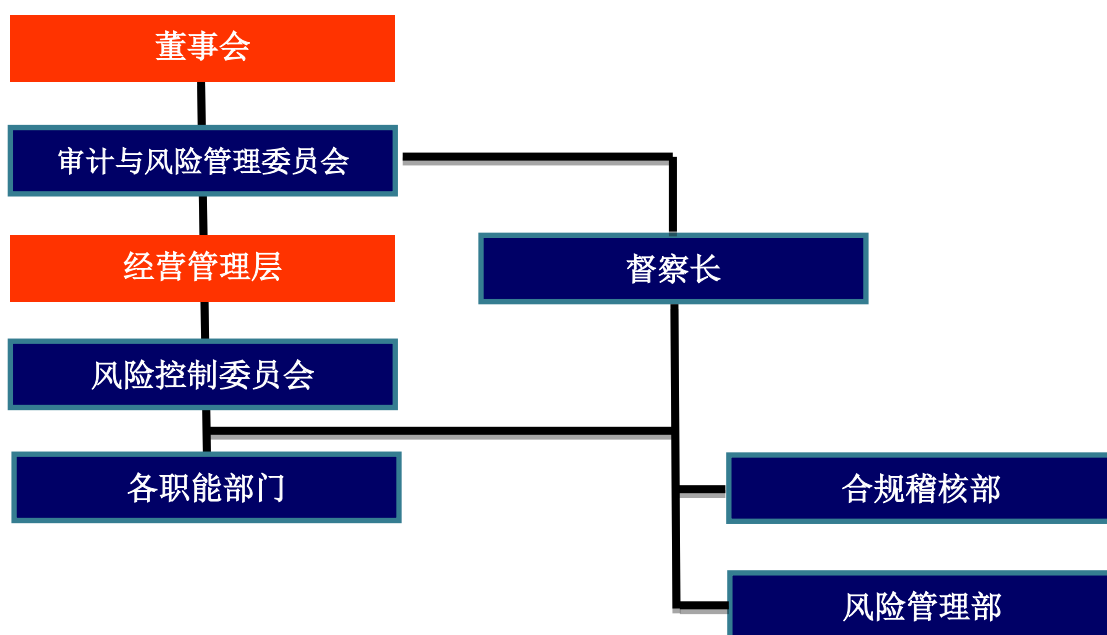 董事会
审计与风险管理委员会
经营管理层
督察长
风险控制委员会
各职能部门
合规稽核部
风险管理部